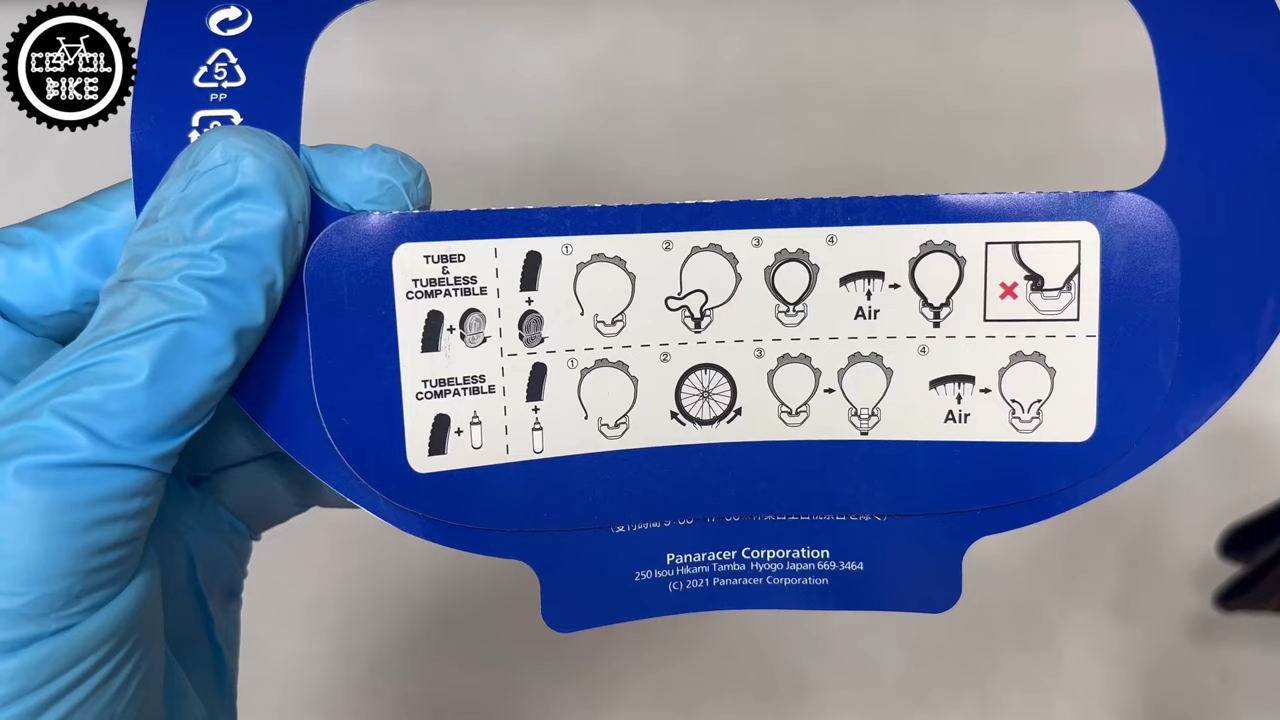 CENTOL
BIKE
5
PP
TUBED
&
TUBELESS
COMPATIBLE
+
+
① ② ③ ④
Air
TUBELESS
COMPATIBLE
+
+
① ② ③ ④
Air
Panaracer Corporation
250 Isou Hikami Tamba Hyogo Japan 669-3464
(C) 2021 Panaracer Corporation